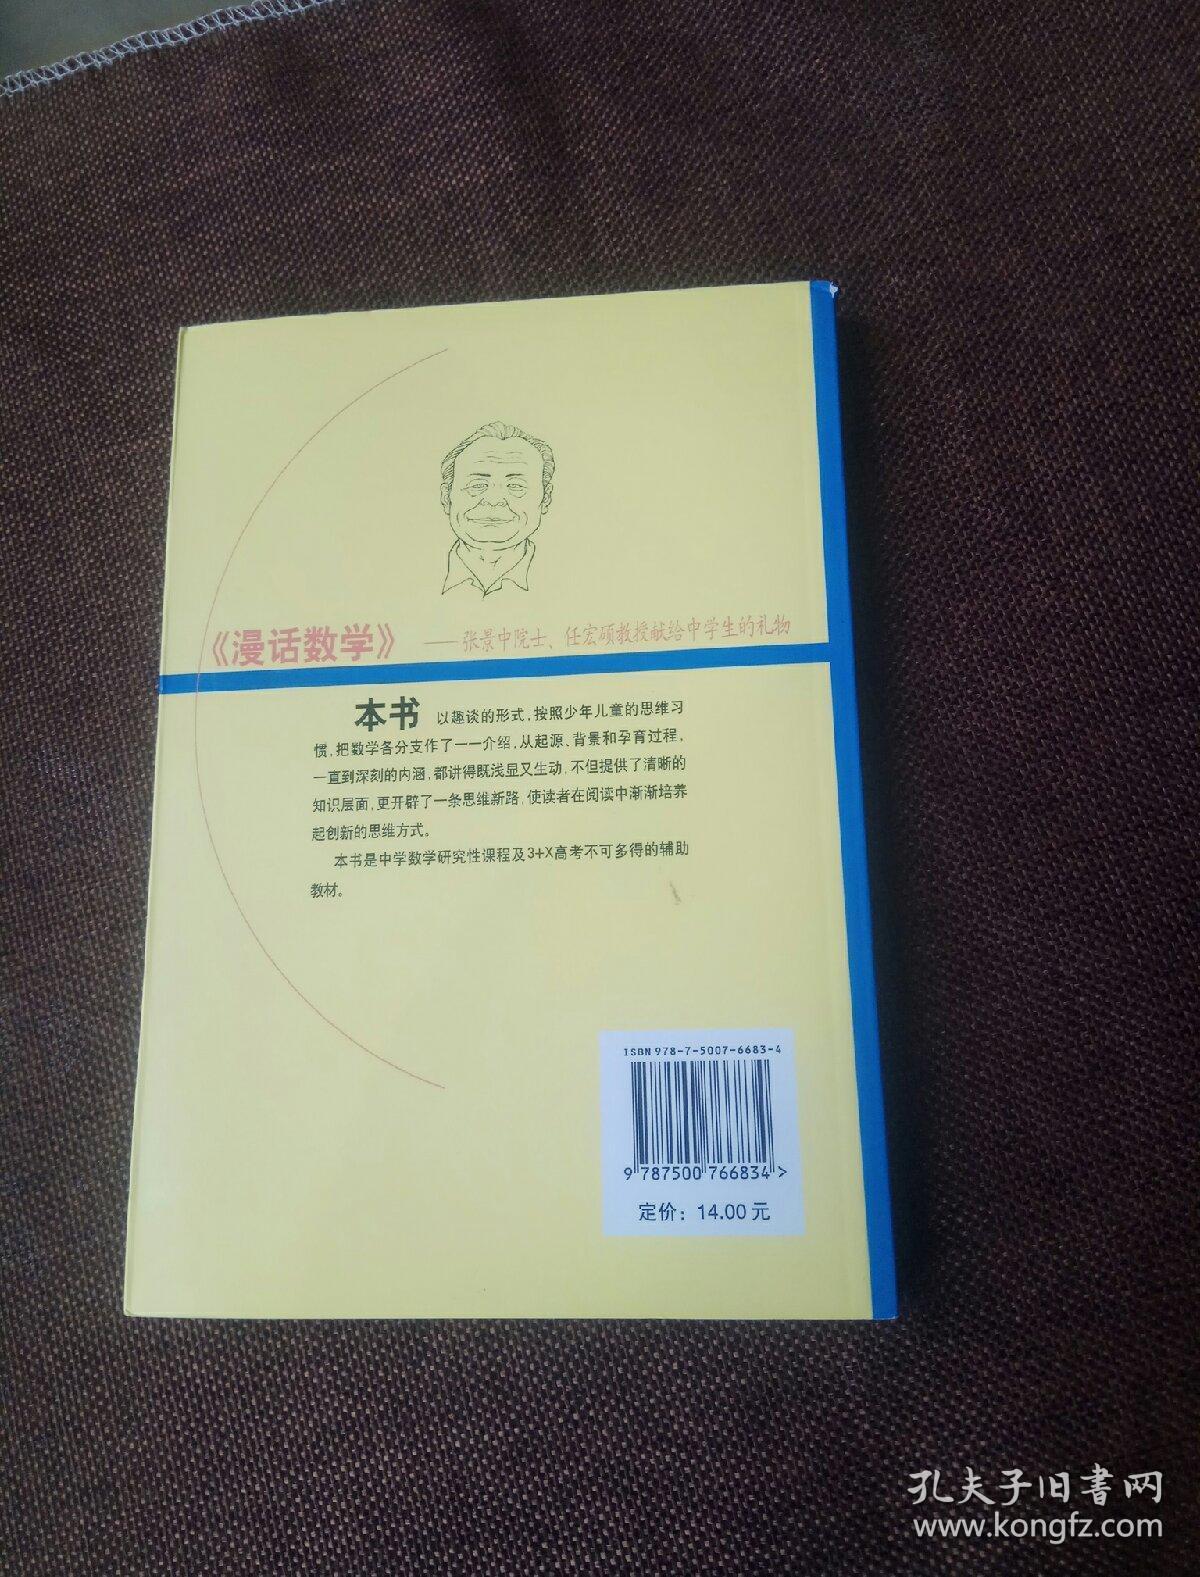 《漫话数学》 ——张景中院士、任宏硕教授献给中学生的礼物
本书 以趣谈的形式，按照少年儿童的思维习
惯，把数学各分支作了一一介绍，从起源、背景和孕育过程，
一直到深刻的内涵，都讲得既浅显又生动，不但提供了清晰的
知识层面，更开辟了一条思维新路，使读者在阅读中渐渐培养
起创新的思维方式。
本书是中学数学研究性课程及3+X高考不可多得的辅助
教材。
ISBN 978-7-5007-6683-4
9 787500 766834 >
定价：14.00 元
孔夫子旧书网
www.kongfz.com